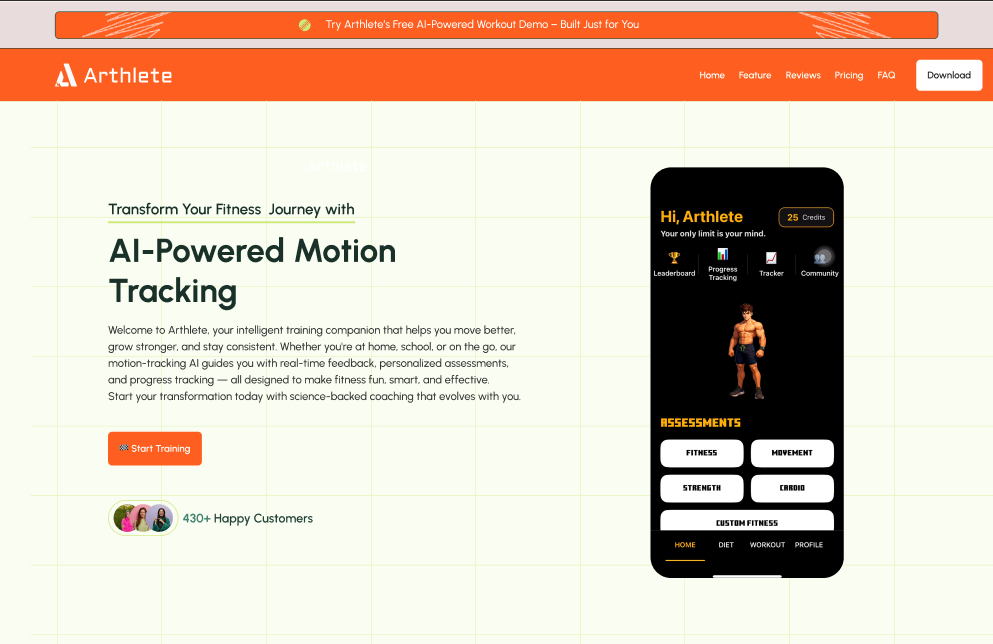 Try Arthlete's Free AI-Powered Workout Demo – Built Just for You
Arthlete
Home Feature Reviews Pricing FAQ Download
Arthlete
Transform Your Fitness Journey with
AI-Powered Motion
Tracking
Welcome to Arthlete, your intelligent training companion that helps you move better,
grow stronger, and stay consistent. Whether you're at home, school, or on the go, our
motion-tracking AI guides you with real-time feedback, personalized assessments,
and progress tracking — all designed to make fitness fun, smart, and effective.
Start your transformation today with science-backed coaching that evolves with you.
Start Training
430+ Happy Customers
Hi, Arthlete
25 Credits
Your only limit is your mind.
Leaderboard
Progress
Tracking
Tracker
Community
ASSESSMENTS
FITNESS
MOVEMENT
STRENGTH
CARDIO
CUSTOM FITNESS
HOME DIET WORKOUT PROFILE